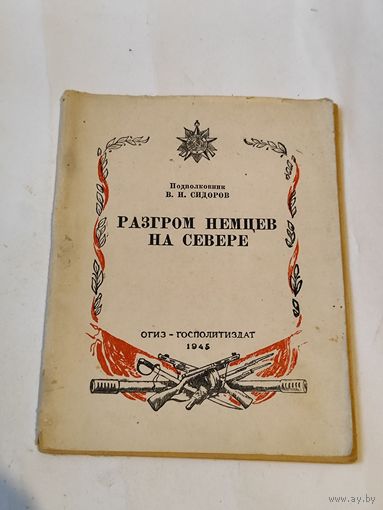 Подполковник
В. И. СИДОРОВ
РАЗГРОМ НЕМЦЕВ
НА СЕВЕРЕ
ОГИЗ – ГОСПОЛИТИЗДАТ
1945
www.ay.by